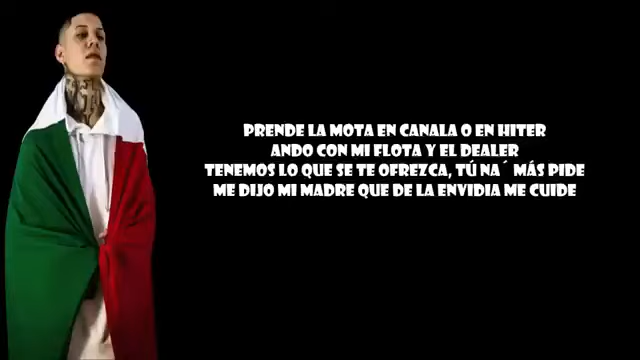 PRENDE LA MOTA EN CANALA O EN HITER
ANDO CON MI FLOTA Y EL DEALER
TENEMOS LO QUE SE TE OFREZCA, TÚ NA´ MÁS PIDE
ME DIJO MI MADRE QUE DE LA ENVIDIA ME CUIDE